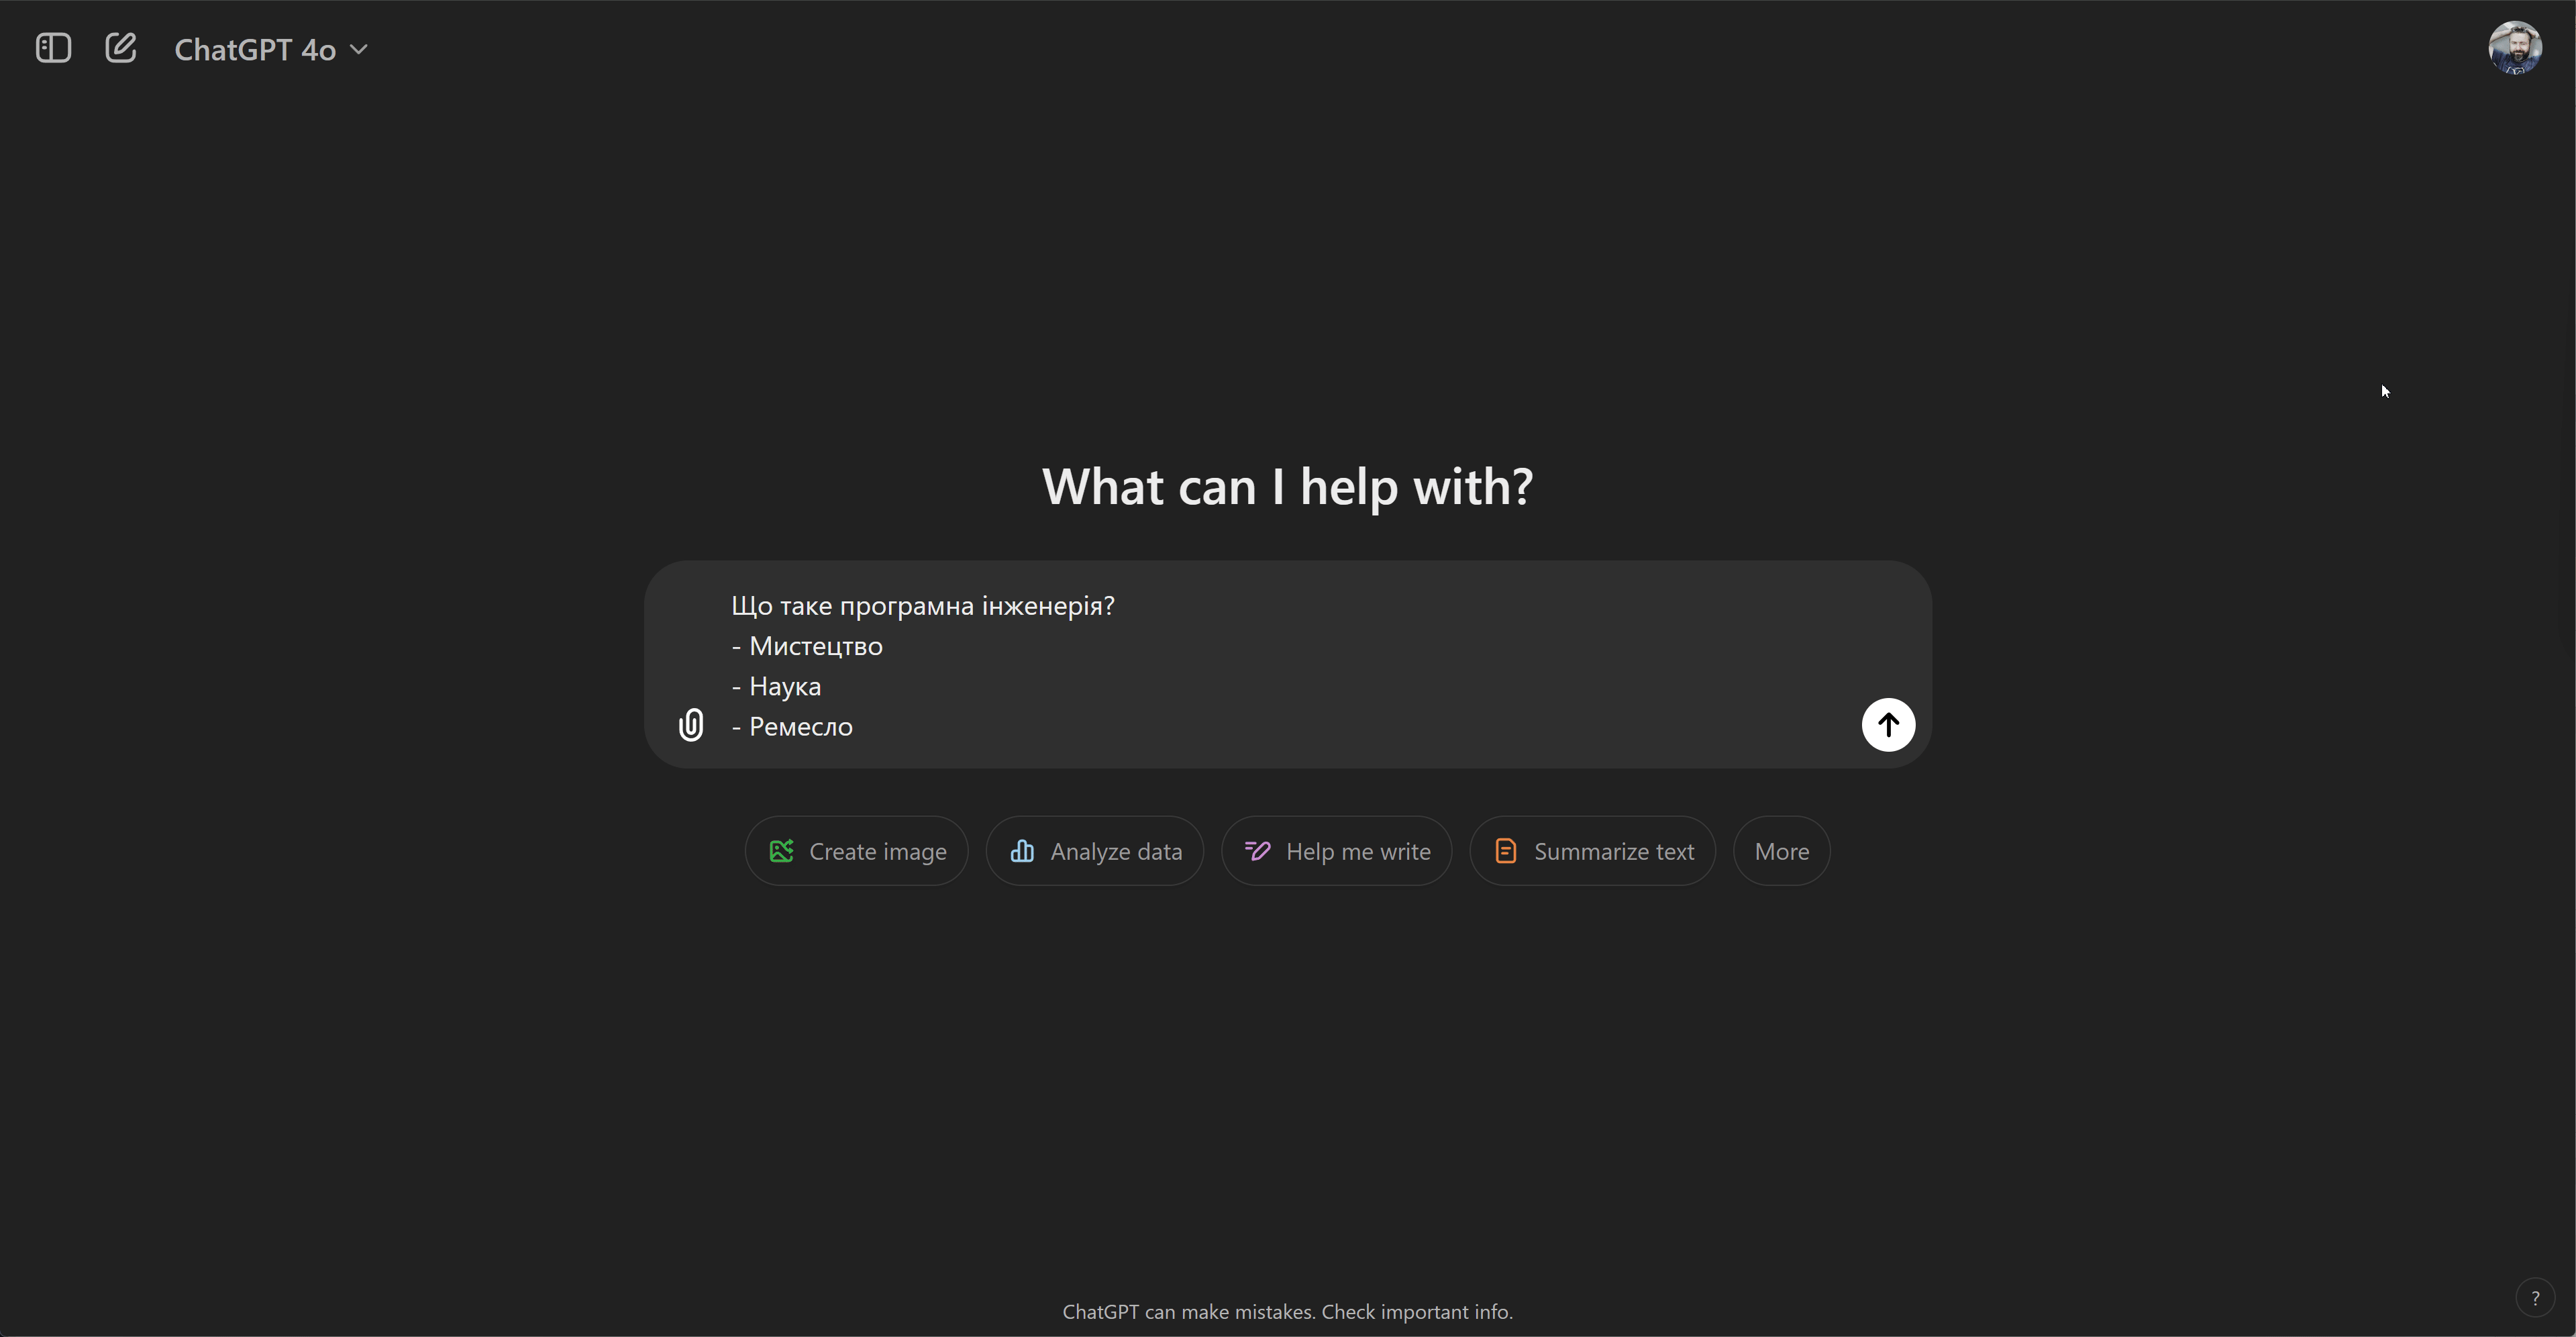 ChatGPT 4o
What can I help with?
Що таке програмна інженерія?
- Мистецтво
- Наука
- Ремесло
Create image
Analyze data
Help me write
Summarize text
More
ChatGPT can make mistakes. Check important info.
?